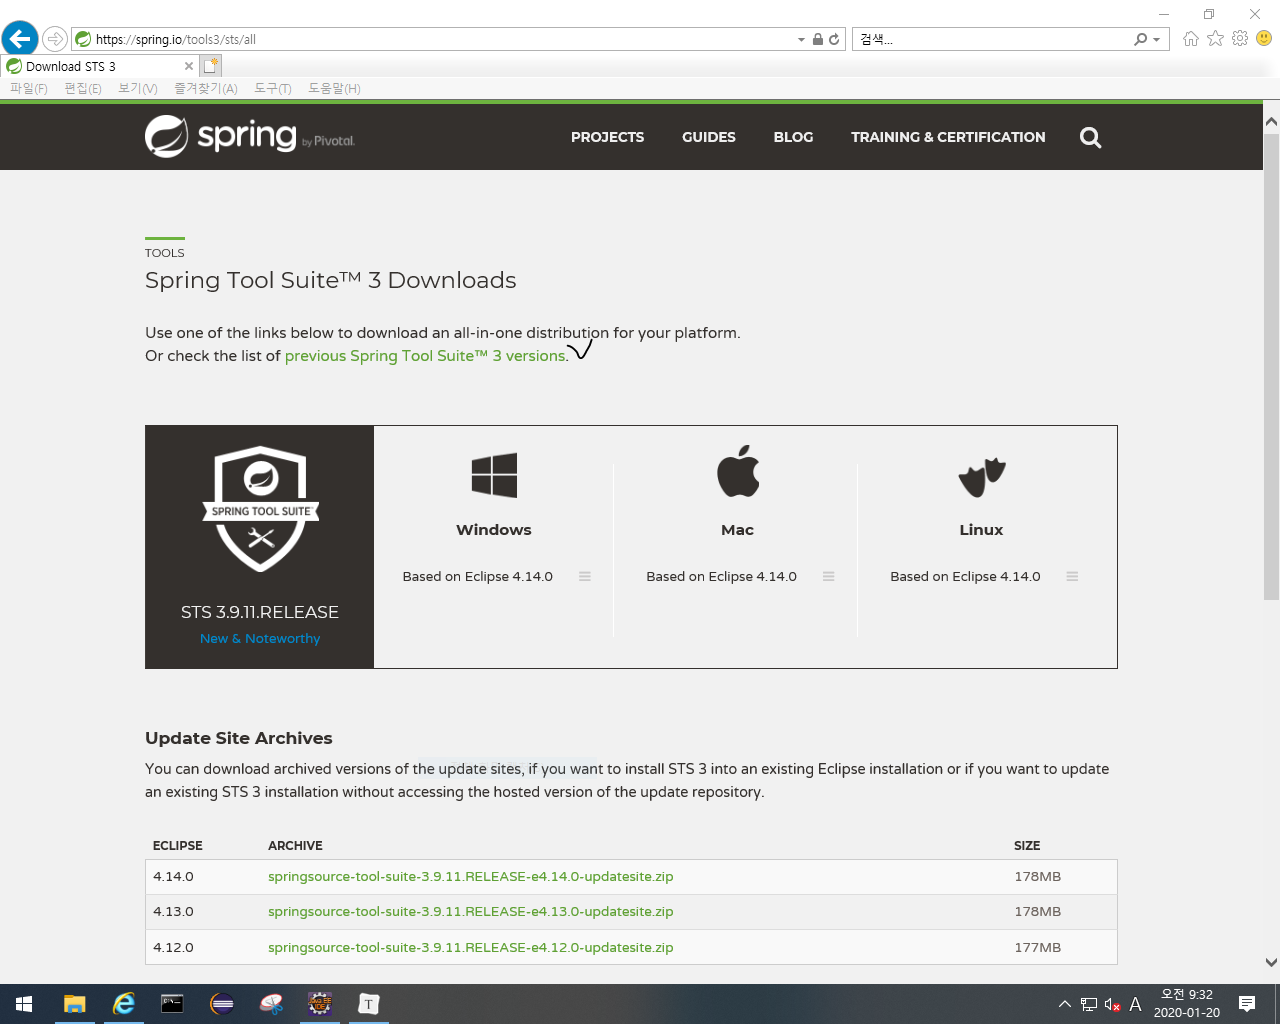 https://spring.io/tools3/sts/all
검색...
Download STS 3
파일(F) 편집(E) 보기(V) 즐겨찾기(A) 도구(T) 도움말(H)
spring by Pivotal.
PROJECTS GUIDES BLOG TRAINING & CERTIFICATION
TOOLS
Spring Tool Suite™ 3 Downloads
Use one of the links below to download an all-in-one distribution for your platform.
Or check the list of previous Spring Tool Suite™ 3 versions.
SPRING TOOL SUITE™
STS 3.9.11.RELEASE
New & Noteworthy
Windows
Based on Eclipse 4.14.0
Mac
Based on Eclipse 4.14.0
Linux
Based on Eclipse 4.14.0
Update Site Archives
You can download archived versions of the update sites, if you want to install STS 3 into an existing Eclipse installation or if you want to update
an existing STS 3 installation without accessing the hosted version of the update repository.
ECLIPSE ARCHIVE SIZE
4.14.0 springsource-tool-suite-3.9.11.RELEASE-e4.14.0-updatesite.zip 178MB
4.13.0 springsource-tool-suite-3.9.11.RELEASE-e4.13.0-updatesite.zip 178MB
4.12.0 springsource-tool-suite-3.9.11.RELEASE-e4.12.0-updatesite.zip 177MB
Java EE
IDE
T
A
오전 9:32
2020-01-20